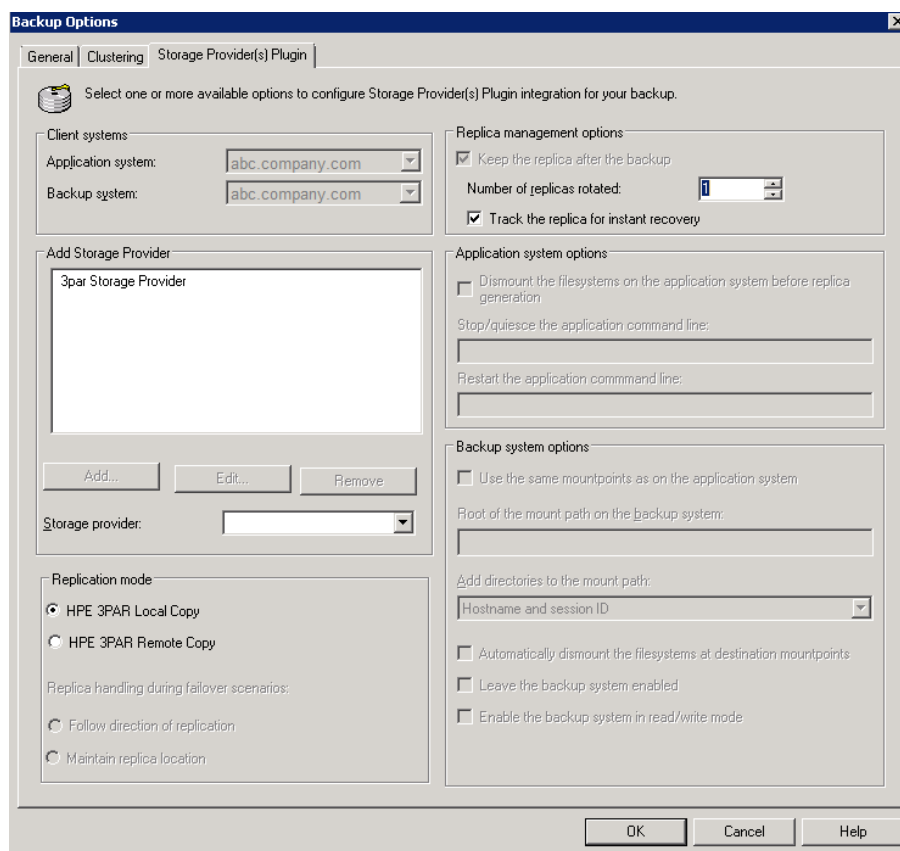 Backup Options
General
Clustering
Storage Provider(s) Plugin
Select one or more available options to configure Storage Provider(s) Plugin integration for your backup.
Client systems
Application system:
abc.company.com
Backup system:
abc.company.com
Add Storage Provider
3par Storage Provider
Add...
Edit...
Remove
Storage provider:
Replication mode
HPE 3PAR Local Copy
HPE 3PAR Remote Copy
Replica handling during failover scenarios:
Follow direction of replication
Maintain replica location
Replica management options
Keep the replica after the backup
Number of replicas rotated:
1
Track the replica for instant recovery
Application system options
Dismount the filesystems on the application system before replica
generation
Stop/quiesce the application command line:
Restart the application commmand line:
Backup system options
Use the same mountpoints as on the application system
Root of the mount path on the backup system:
Add directories to the mount path:
Hostname and session ID
Automatically dismount the filesystems at destination mountpoints
Leave the backup system enabled
Enable the backup system in read/write mode
OK
Cancel
Help